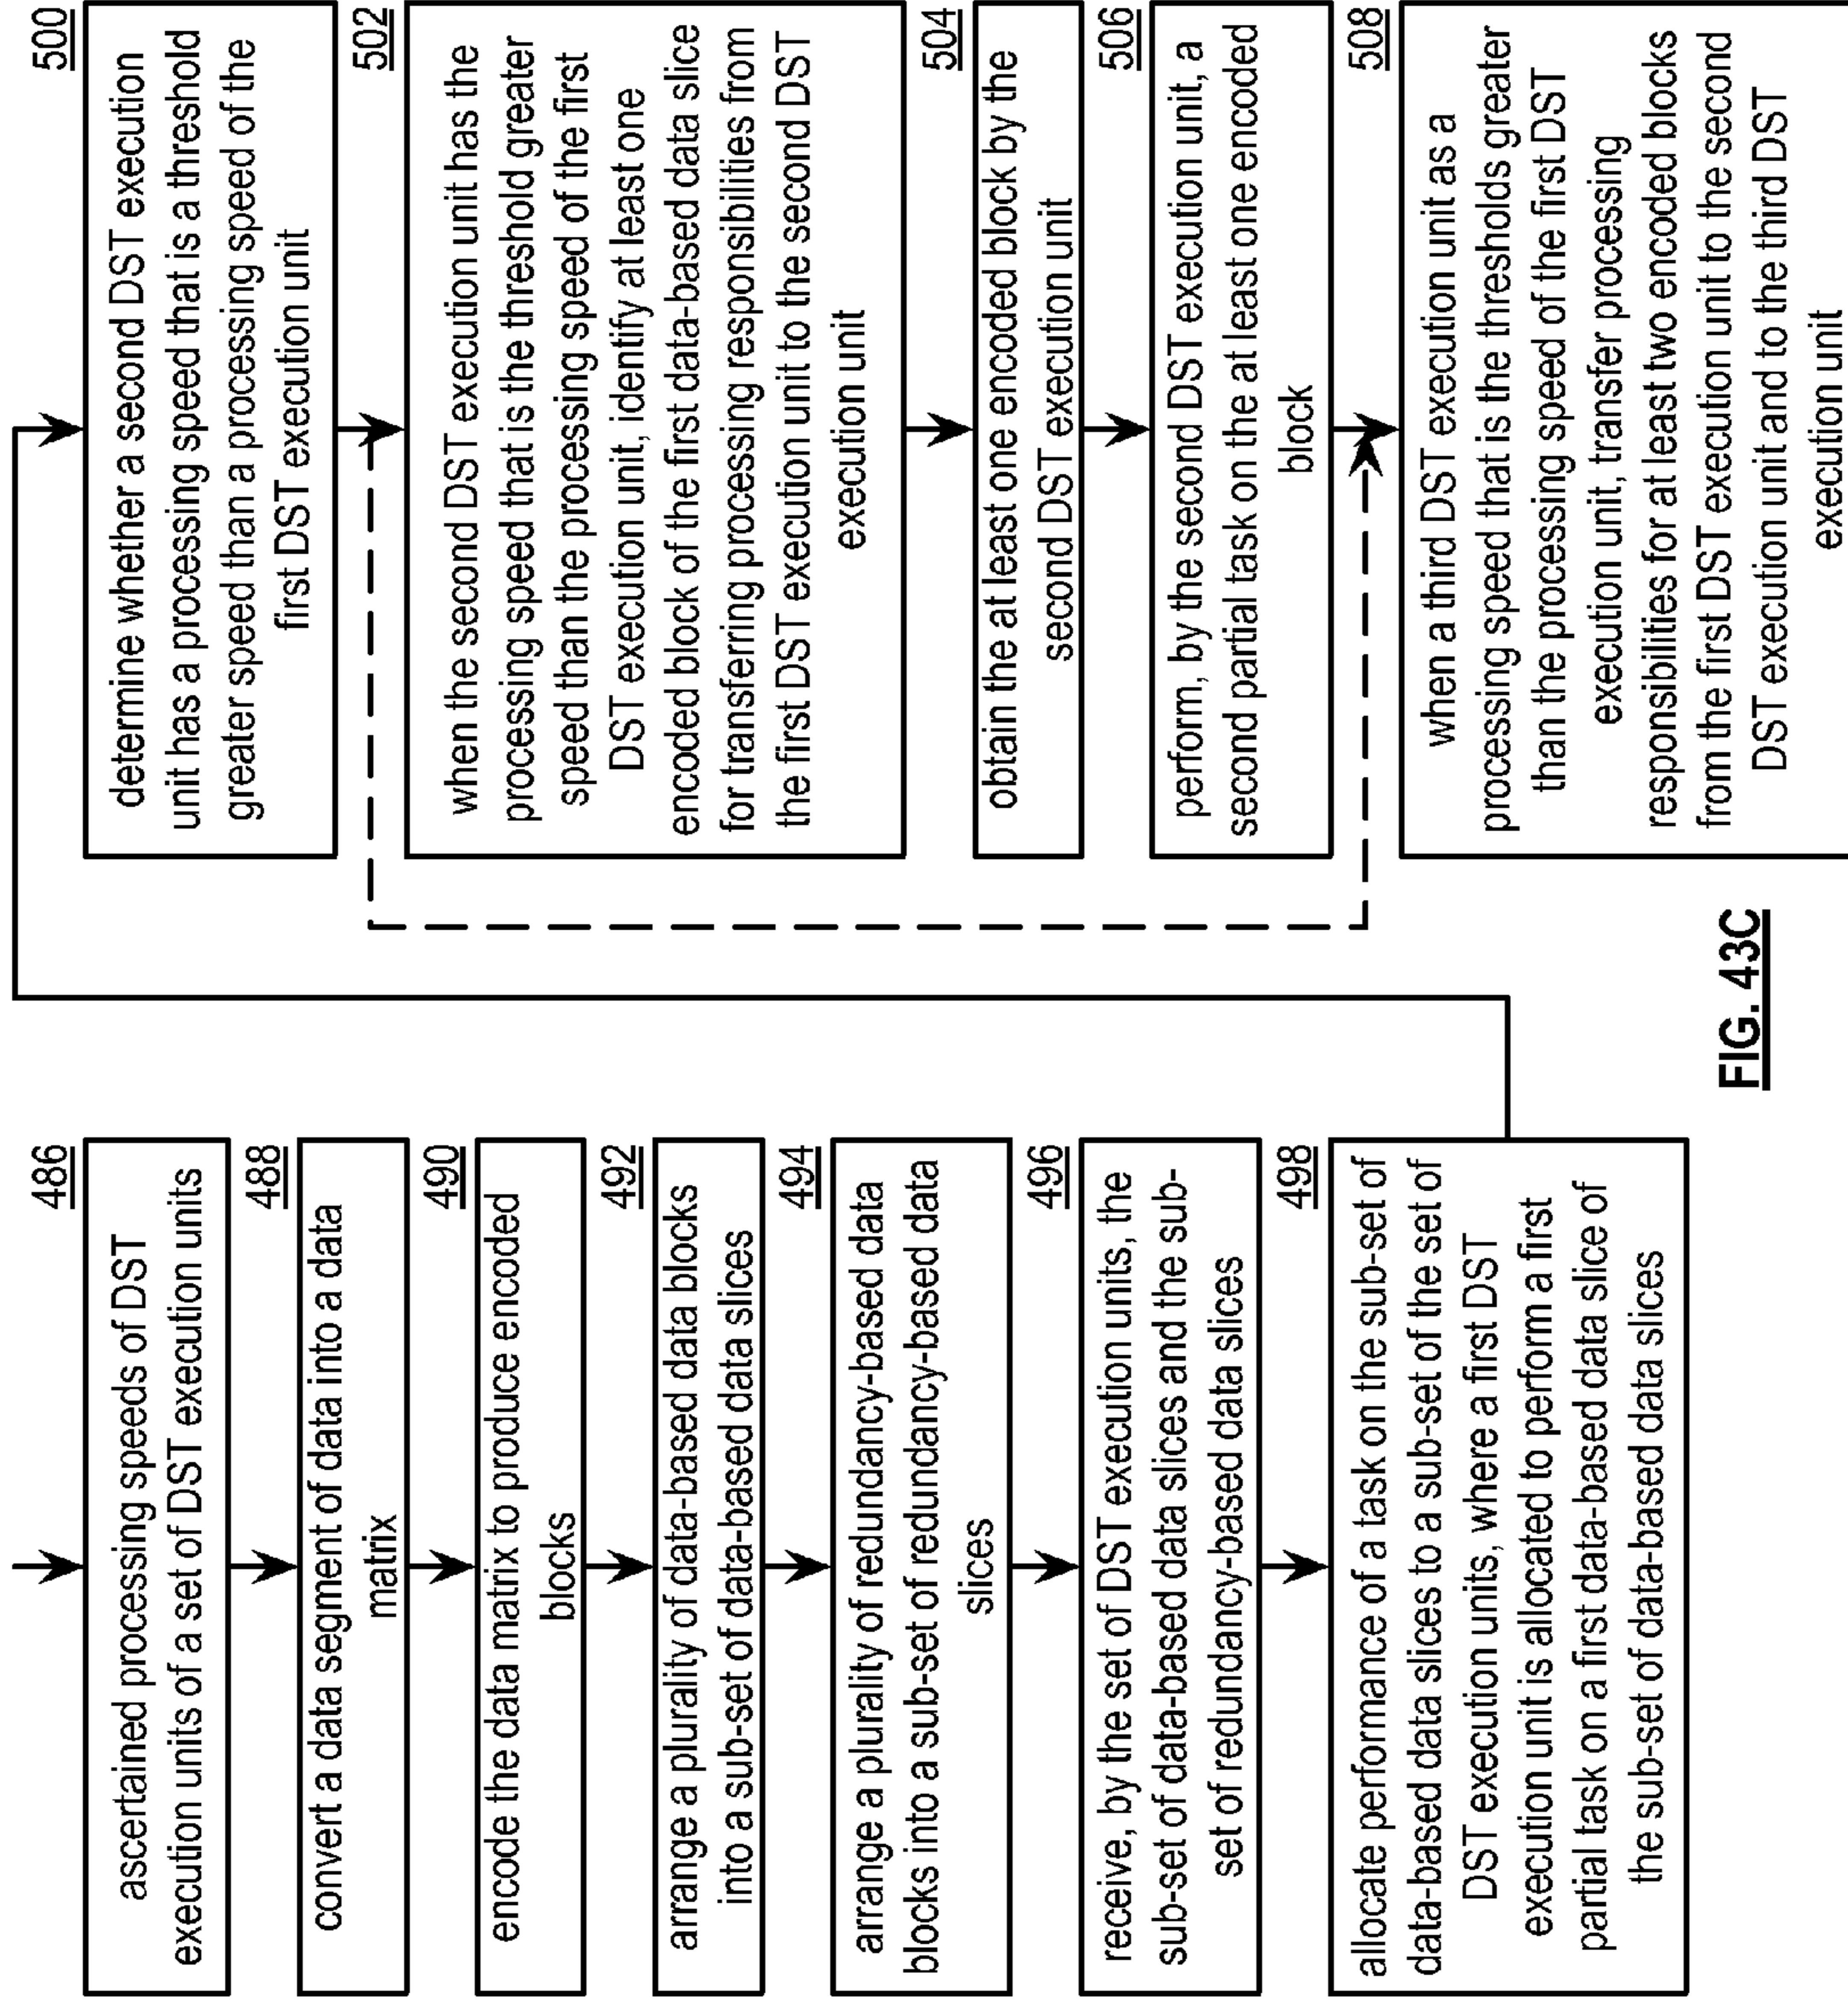 486
ascertained processing speeds of DST
execution units of a set of DST execution units
488
convert a data segment of data into a data
matrix
490
encode the data matrix to produce encoded
blocks
492
arrange a plurality of data-based data blocks
into a sub-set of data-based data slices
494
arrange a plurality of redundancy-based data
blocks into a sub-set of redundancy-based data
slices
496
receive, by the set of DST execution units, the
sub-set of data-based data slices and the sub-
set of redundancy-based data slices
498
allocate performance of a task on the sub-set of
data-based data slices to a sub-set of the set of
DST execution units, where a first DST
execution unit is allocated to perform a first
partial task on a first data-based data slice of
the sub-set of data-based data slices
500
determine whether a second DST execution
unit has a processing speed that is a threshold
greater speed than a processing speed of the
first DST execution unit
502
when the second DST execution unit has the
processing speed that is the threshold greater
speed than the processing speed of the first
DST execution unit, identify at least one
encoded block of the first data-based data slice
for transferring processing responsibilities from
the first DST execution unit to the second DST
execution unit
504
obtain the at least one encoded block by the
second DST execution unit
506
perform, by the second DST execution unit, a
second partial task on the at least one encoded
block
508
when a third DST execution unit as a
processing speed that is the thresholds greater
than the processing speed of the first DST
execution unit, transfer processing
responsibilities for at least two encoded blocks
from the first DST execution unit to the second
DST execution unit and to the third DST
execution unit
FIG. 43C